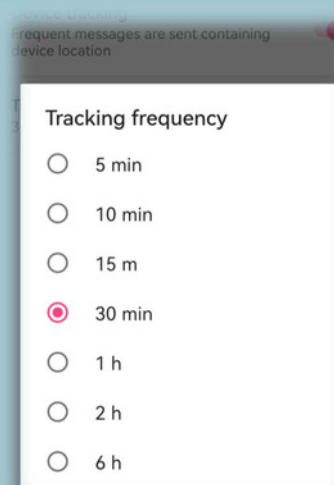 Device tracking
Frequent messages are sent containing
device location
Tracking frequency
5 min
10 min
15 m
30 min
1 h
2 h
6 h